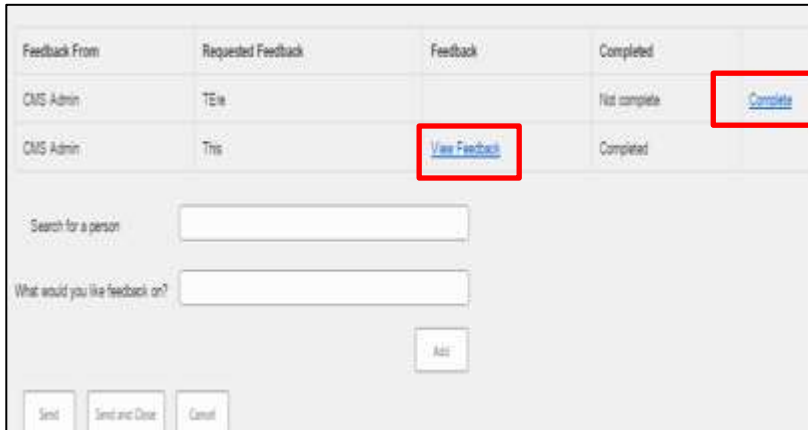 Feedback From Requested Feedback Feedback Completed
CMS Admin TEre Not complete Complete
CMS Admin This View Feedback Completed
Search for a person
What would you like feedback on?
Add
Send Send and Close Cancel